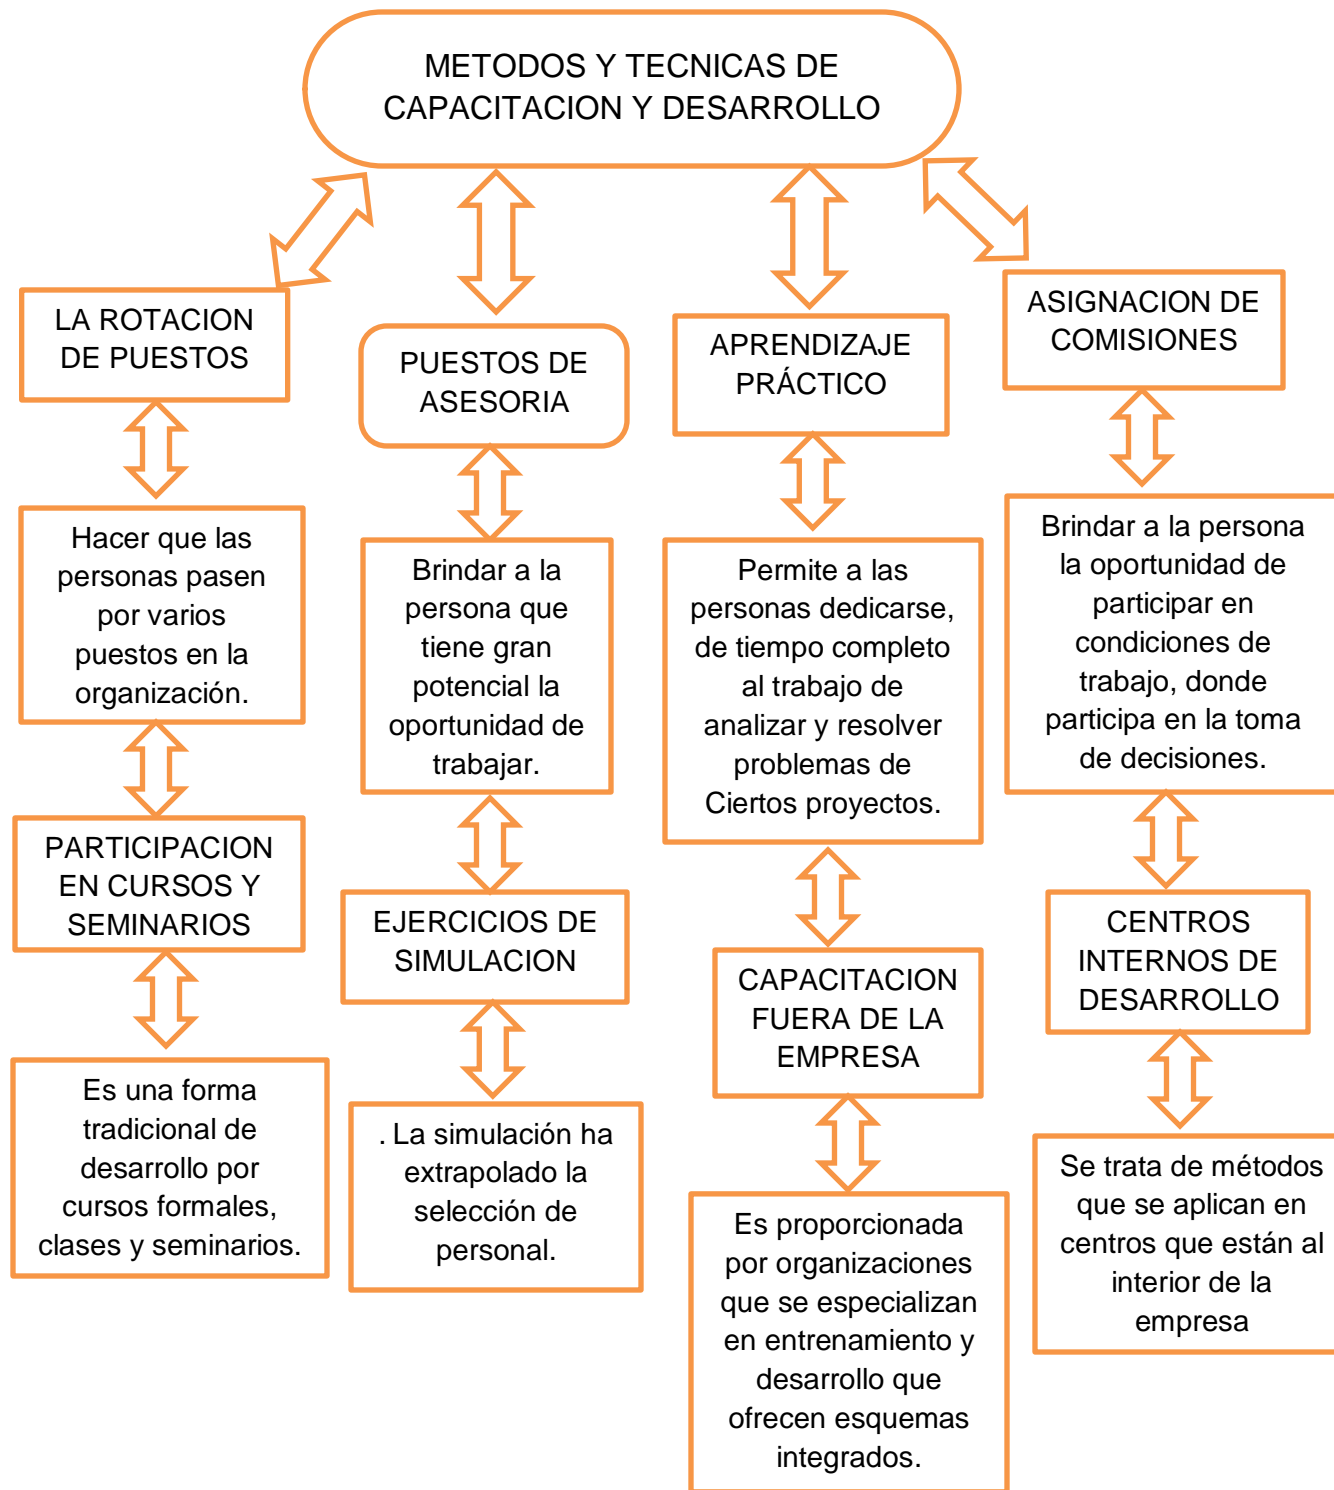 METODOS Y TECNICAS DE
CAPACITACION Y DESARROLLO
LA ROTACION
DE PUESTOS
Hacer que las
personas pasen
por varios
puestos en la
organización.
PARTICIPACION
EN CURSOS Y
SEMINARIOS
Es una forma
tradicional de
desarrollo por
cursos formales,
clases y seminarios.
PUESTOS DE
ASESORIA
Brindar a la
persona que
tiene gran
potencial la
oportunidad de
trabajar.
EJERCICIOS DE
SIMULACION
. La simulación ha
extrapolado la
selección de
personal.
APRENDIZAJE
PRÁCTICO
Permite a las
personas dedicarse,
de tiempo completo
al trabajo de
analizar y resolver
problemas de
Ciertos proyectos.
CAPACITACION
FUERA DE LA
EMPRESA
Es proporcionada
por organizaciones
que se especializan
en entrenamiento y
desarrollo que
ofrecen esquemas
integrados.
ASIGNACION DE
COMISIONES
Brindar a la persona
la oportunidad de
participar en
condiciones de
trabajo, donde
participa en la toma
de decisiones.
CENTROS
INTERNOS DE
DESARROLLO
Se trata de métodos
que se aplican en
centros que están al
interior de la
empresa